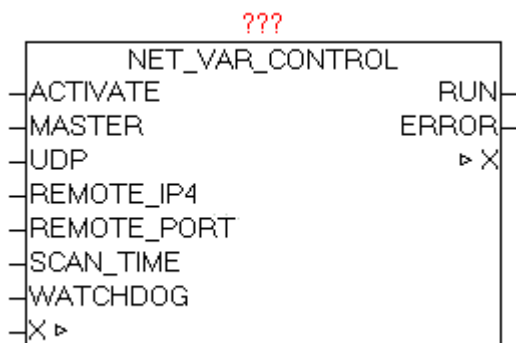 ???
NET_VAR_CONTROL
ACTIVATE RUN
MASTER ERROR
UDP ▹ X
REMOTE_IP4
REMOTE_PORT
SCAN_TIME
WATCHDOG
X ▹